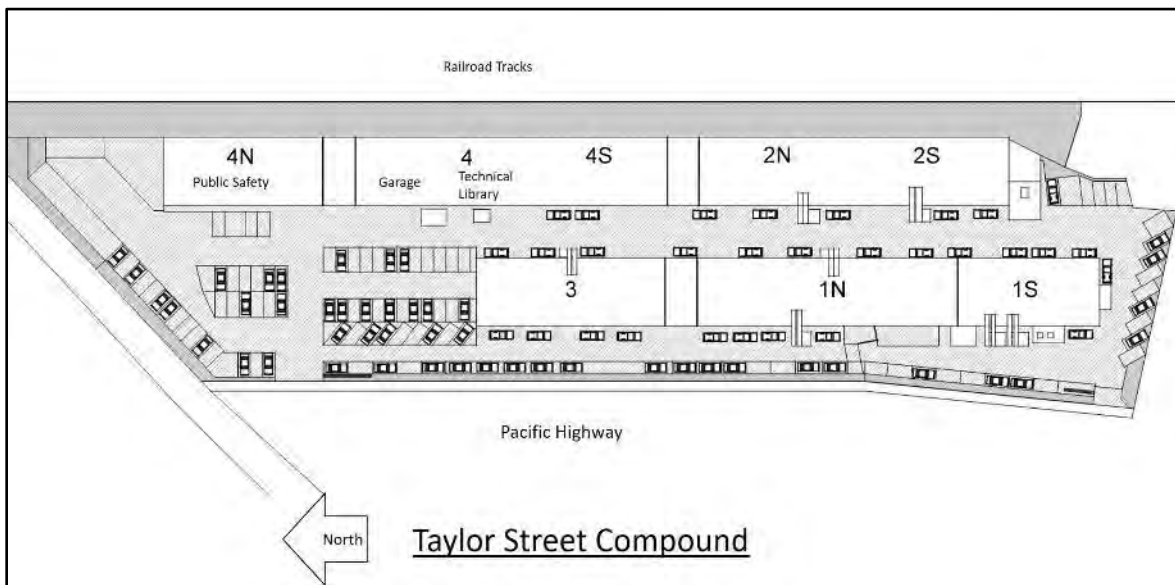 Railroad Tracks
4N
4
4S
2N
2S
Public Safety
Garage
Technical
Library
3
1N
1S
Pacific Highway
North
Taylor Street Compound